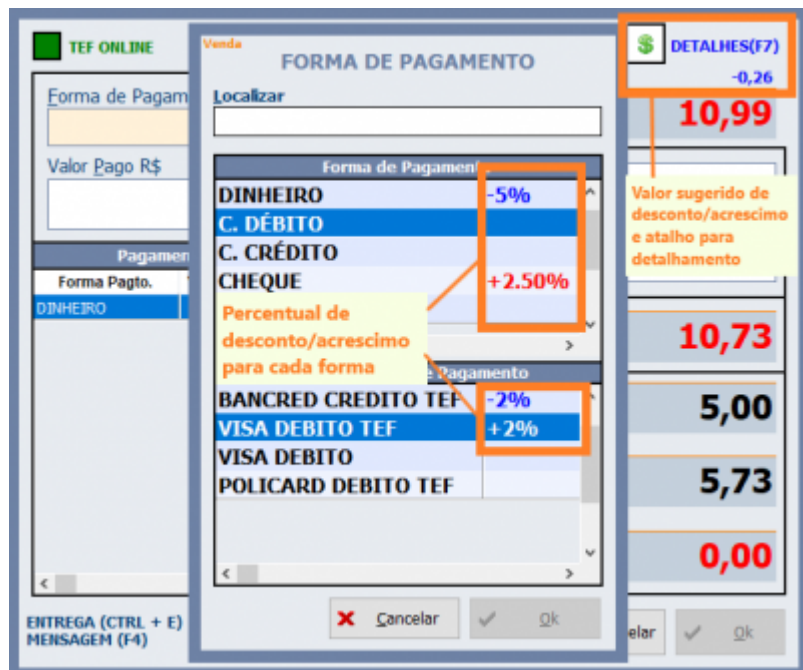 TEF ONLINE
Venda
FORMA DE PAGAMENTO
DETALHES(F7)
-0,26
Forma de Pagam
Localizar
10,99
Valor Pago R$
Forma de Pagamento
DINHEIRO -5%
C. DÉBITO
C. CRÉDITO
CHEQUE +2.50%
Valor sugerido de
desconto/acrescimo
e atalho para
detalhamento
Pagamen
Forma Pagto.
DINHEIRO
Percentual de
desconto/acrescimo
para cada forma
10,73
e Pagamento
BANCRED CREDITO TEF -2%
VISA DEBITO TEF +2%
VISA DEBITO
POLICARD DEBITO TEF
5,00
5,73
0,00
Cancelar
Ok
ENTREGA (CTRL + E)
MENSAGEM (F4)
elar
Ok